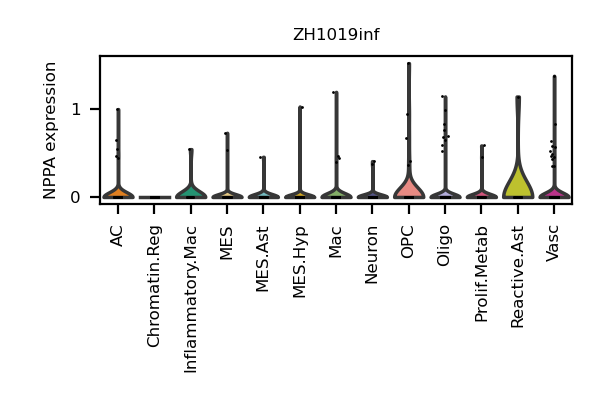 ZH1019inf
NPPA expression
1
0
AC
Chromatin.Reg
Inflammatory.Mac
MES
MES.Ast
MES.Hyp
Mac
Neuron
OPC
Oligo
Prolif.Metab
Reactive.Ast
Vasc